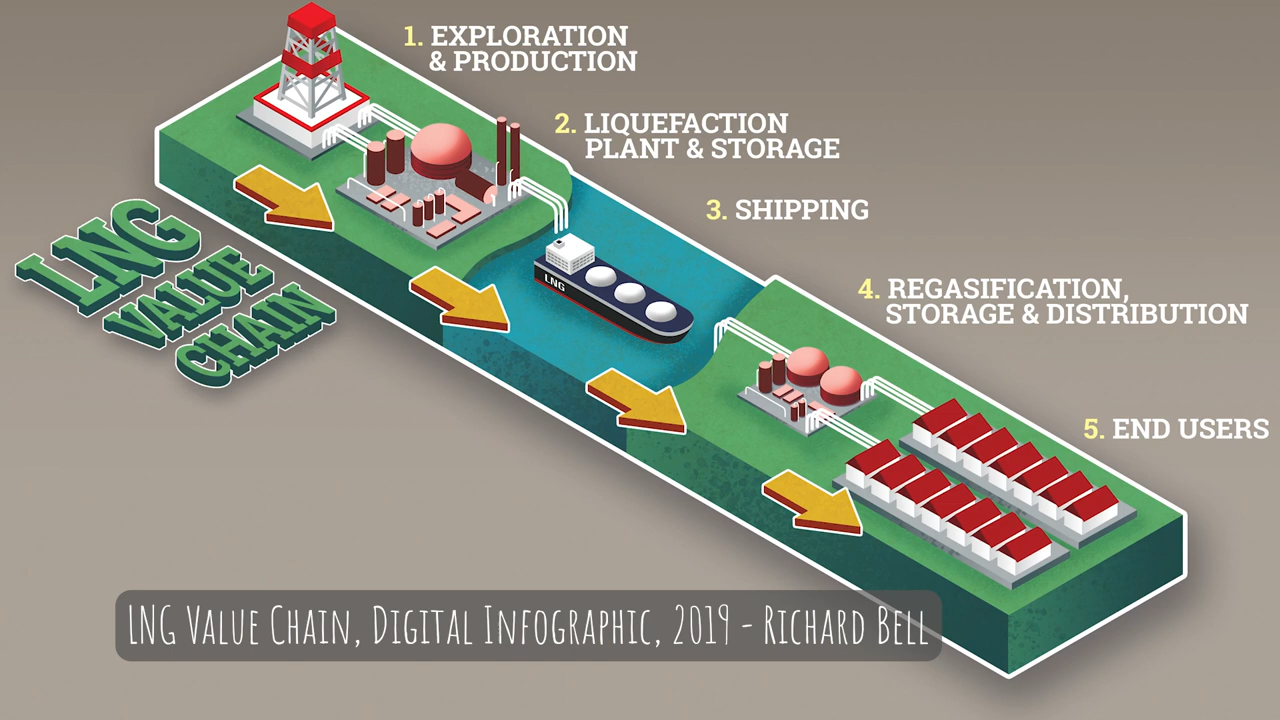 1. EXPLORATION
& PRODUCTION
2. LIQUEFACTION
PLANT & STORAGE
3. SHIPPING
4. REGASIFICATION,
STORAGE & DISTRIBUTION
5. END USERS
LNG
VALUE
CHAIN
LNG
LNG Value Chain, Digital Infographic, 2019 - Richard Bell